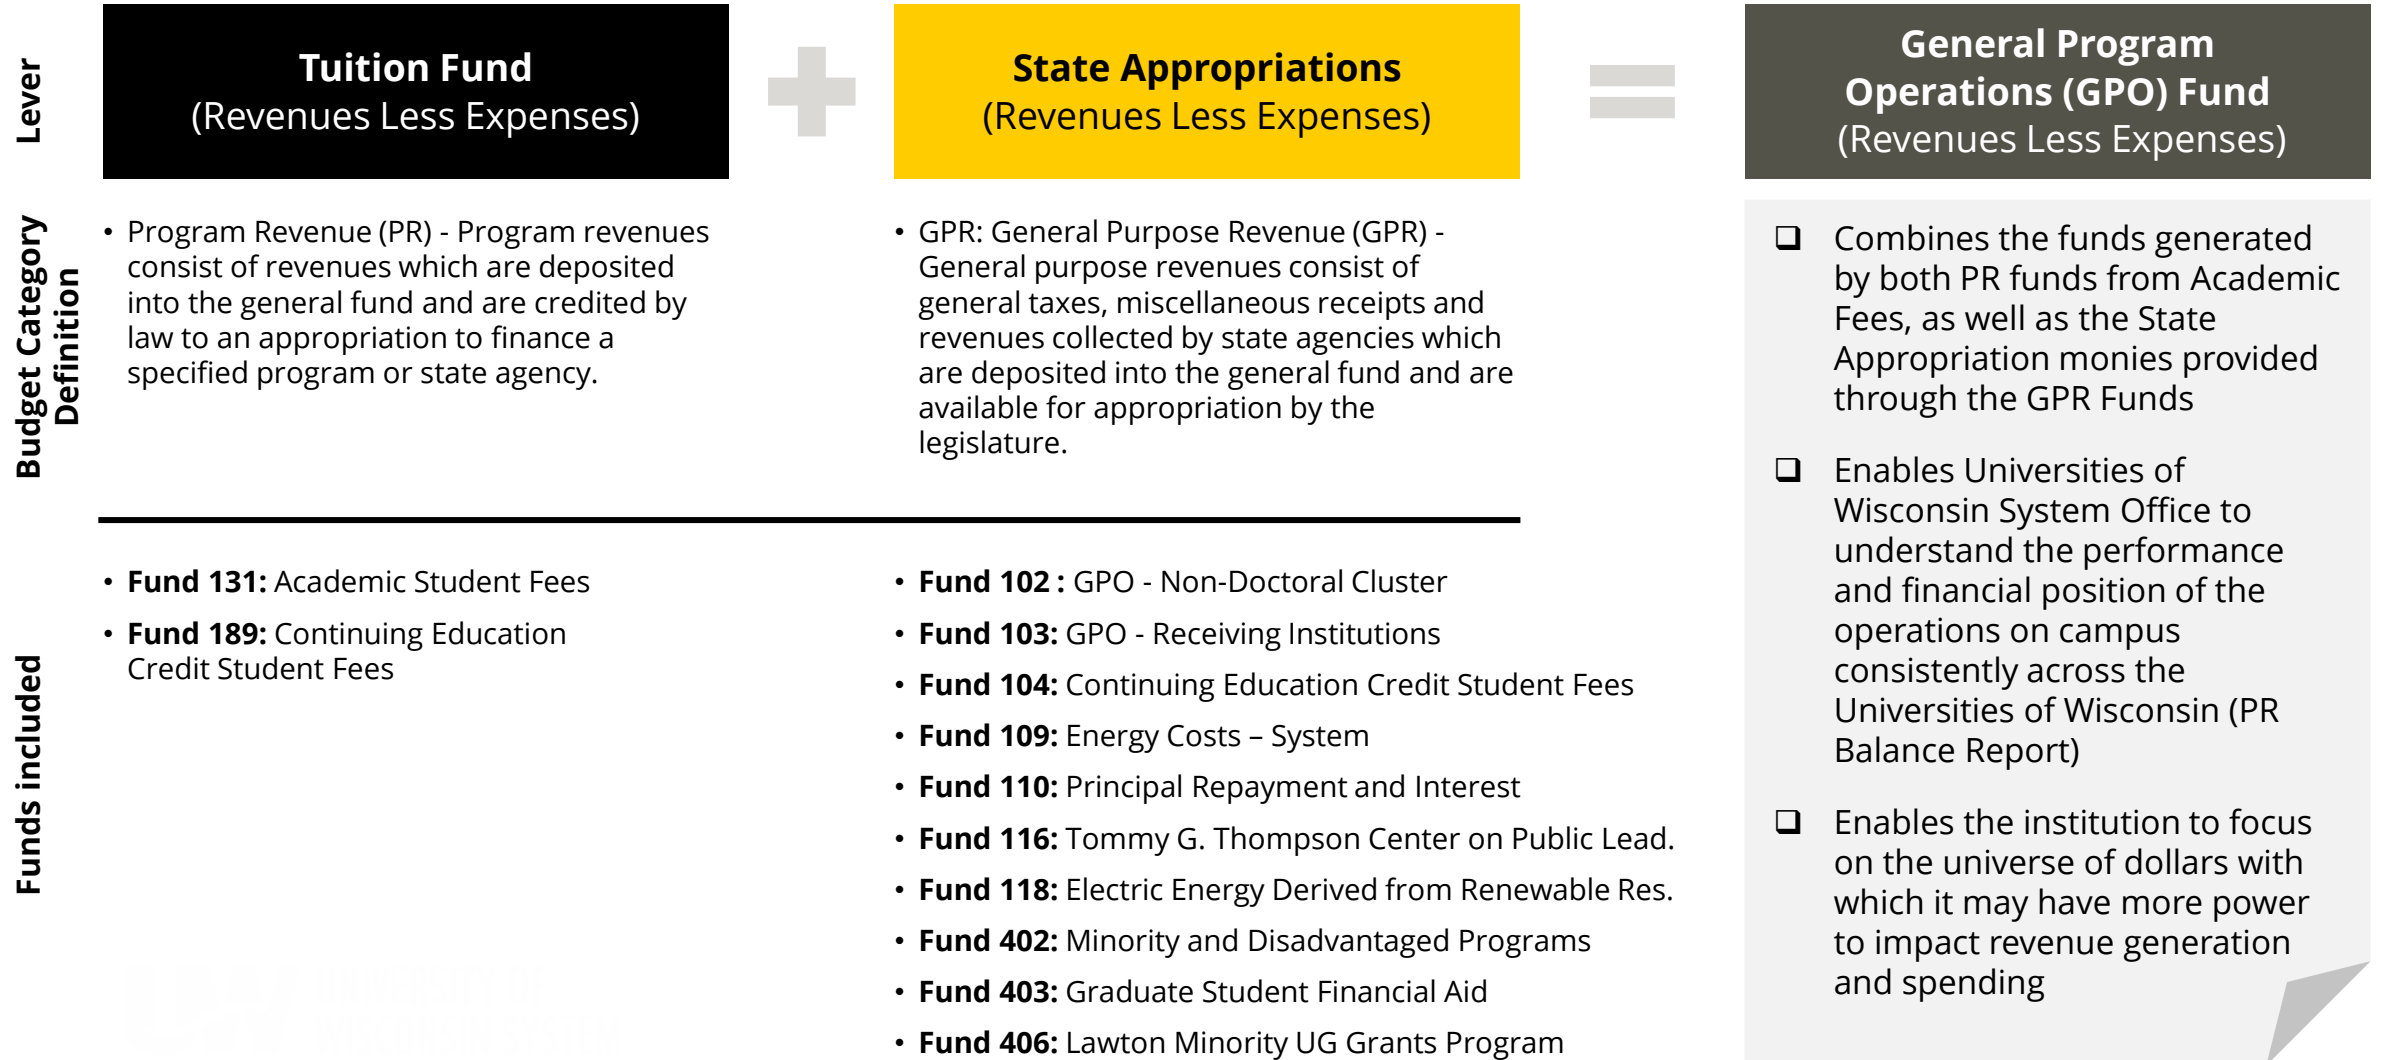 Lever
Tuition Fund
(Revenues Less Expenses)
State Appropriations
(Revenues Less Expenses)
General Program
Operations (GPO) Fund
(Revenues Less Expenses)
Budget Category
Definition
• Program Revenue (PR) - Program revenues
consist of revenues which are deposited
into the general fund and are credited by
law to an appropriation to finance a
specified program or state agency.
• GPR: General Purpose Revenue (GPR) -
General purpose revenues consist of
general taxes, miscellaneous receipts and
revenues collected by state agencies which
are deposited into the general fund and are
available for appropriation by the
legislature.
Funds included
• Fund 131: Academic Student Fees
• Fund 189: Continuing Education
Credit Student Fees
• Fund 102 : GPO - Non-Doctoral Cluster
• Fund 103: GPO - Receiving Institutions
• Fund 104: Continuing Education Credit Student Fees
• Fund 109: Energy Costs – System
• Fund 110: Principal Repayment and Interest
• Fund 116: Tommy G. Thompson Center on Public Lead.
• Fund 118: Electric Energy Derived from Renewable Res.
• Fund 402: Minority and Disadvantaged Programs
• Fund 403: Graduate Student Financial Aid
• Fund 406: Lawton Minority UG Grants Program
❑ Combines the funds generated
by both PR funds from Academic
Fees, as well as the State
Appropriation monies provided
through the GPR Funds
❑ Enables Universities of
Wisconsin System Office to
understand the performance
and financial position of the
operations on campus
consistently across the
Universities of Wisconsin (PR
Balance Report)
❑ Enables the institution to focus
on the universe of dollars with
which it may have more power
to impact revenue generation
and spending